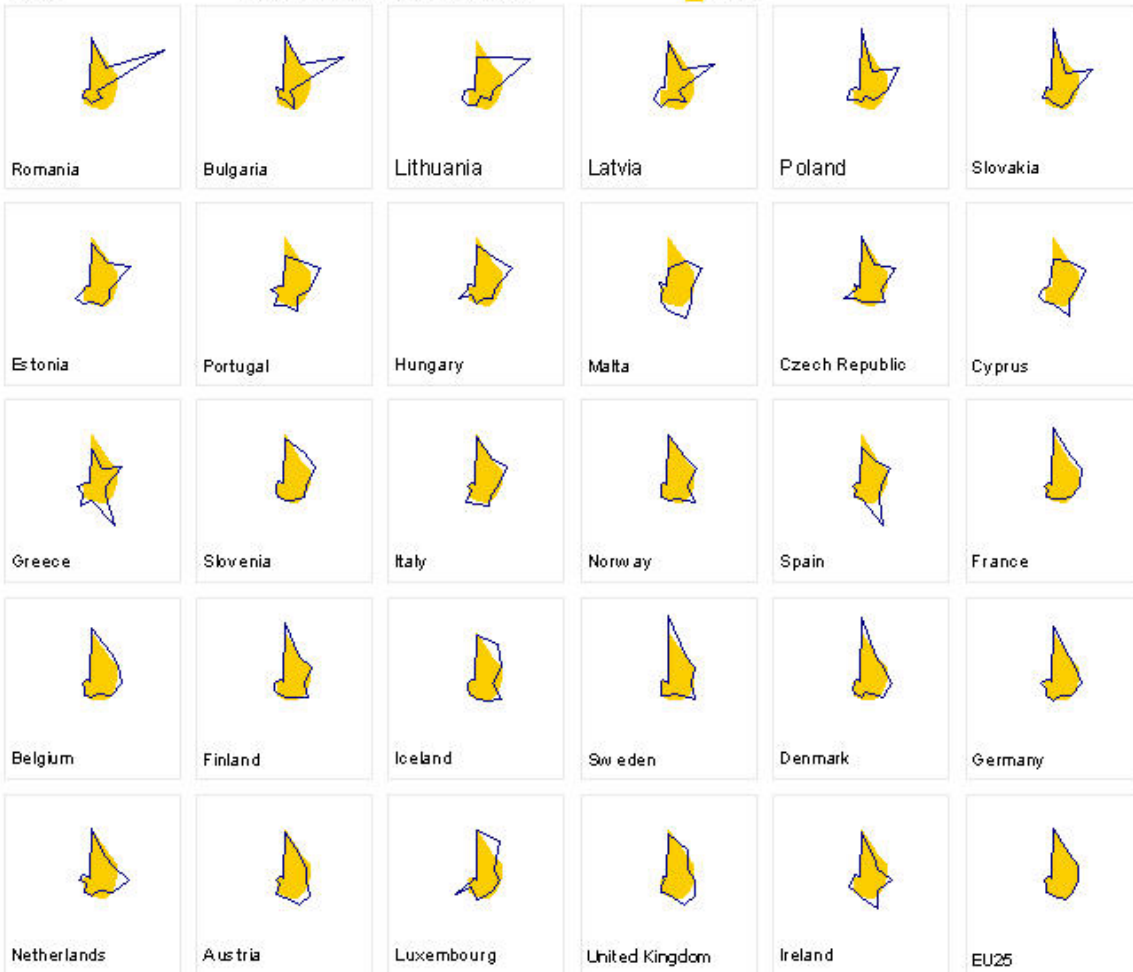 Romania
Bulgaria
Lithuania
Latvia
Poland
Slovakia
Estonia
Portugal
Hungary
Malta
Czech Republic
Cyprus
Greece
Slovenia
Italy
Norway
Spain
France
Belgium
Finland
Iceland
Sweden
Denmark
Germany
Netherlands
Austria
Luxembourg
United Kingdom
Ireland
EU25